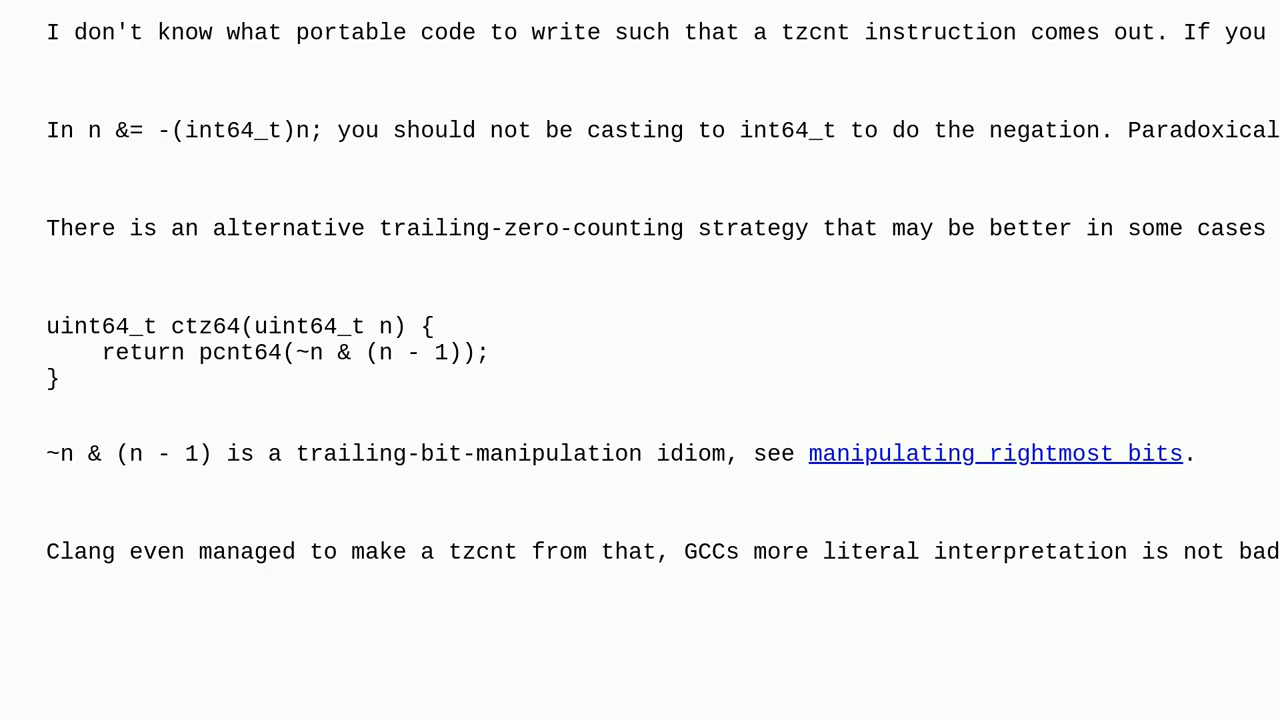 I don't know what portable code to write such that a tzcnt instruction comes out. If you
In n &= -(int64_t)n; you should not be casting to int64_t to do the negation. Paradoxical
There is an alternative trailing-zero-counting strategy that may be better in some cases
uint64_t ctz64(uint64_t n) {
    return pcnt64(~n & (n - 1));
}
~n & (n - 1) is a trailing-bit-manipulation idiom, see manipulating rightmost bits.
Clang even managed to make a tzcnt from that, GCCs more literal interpretation is not bad